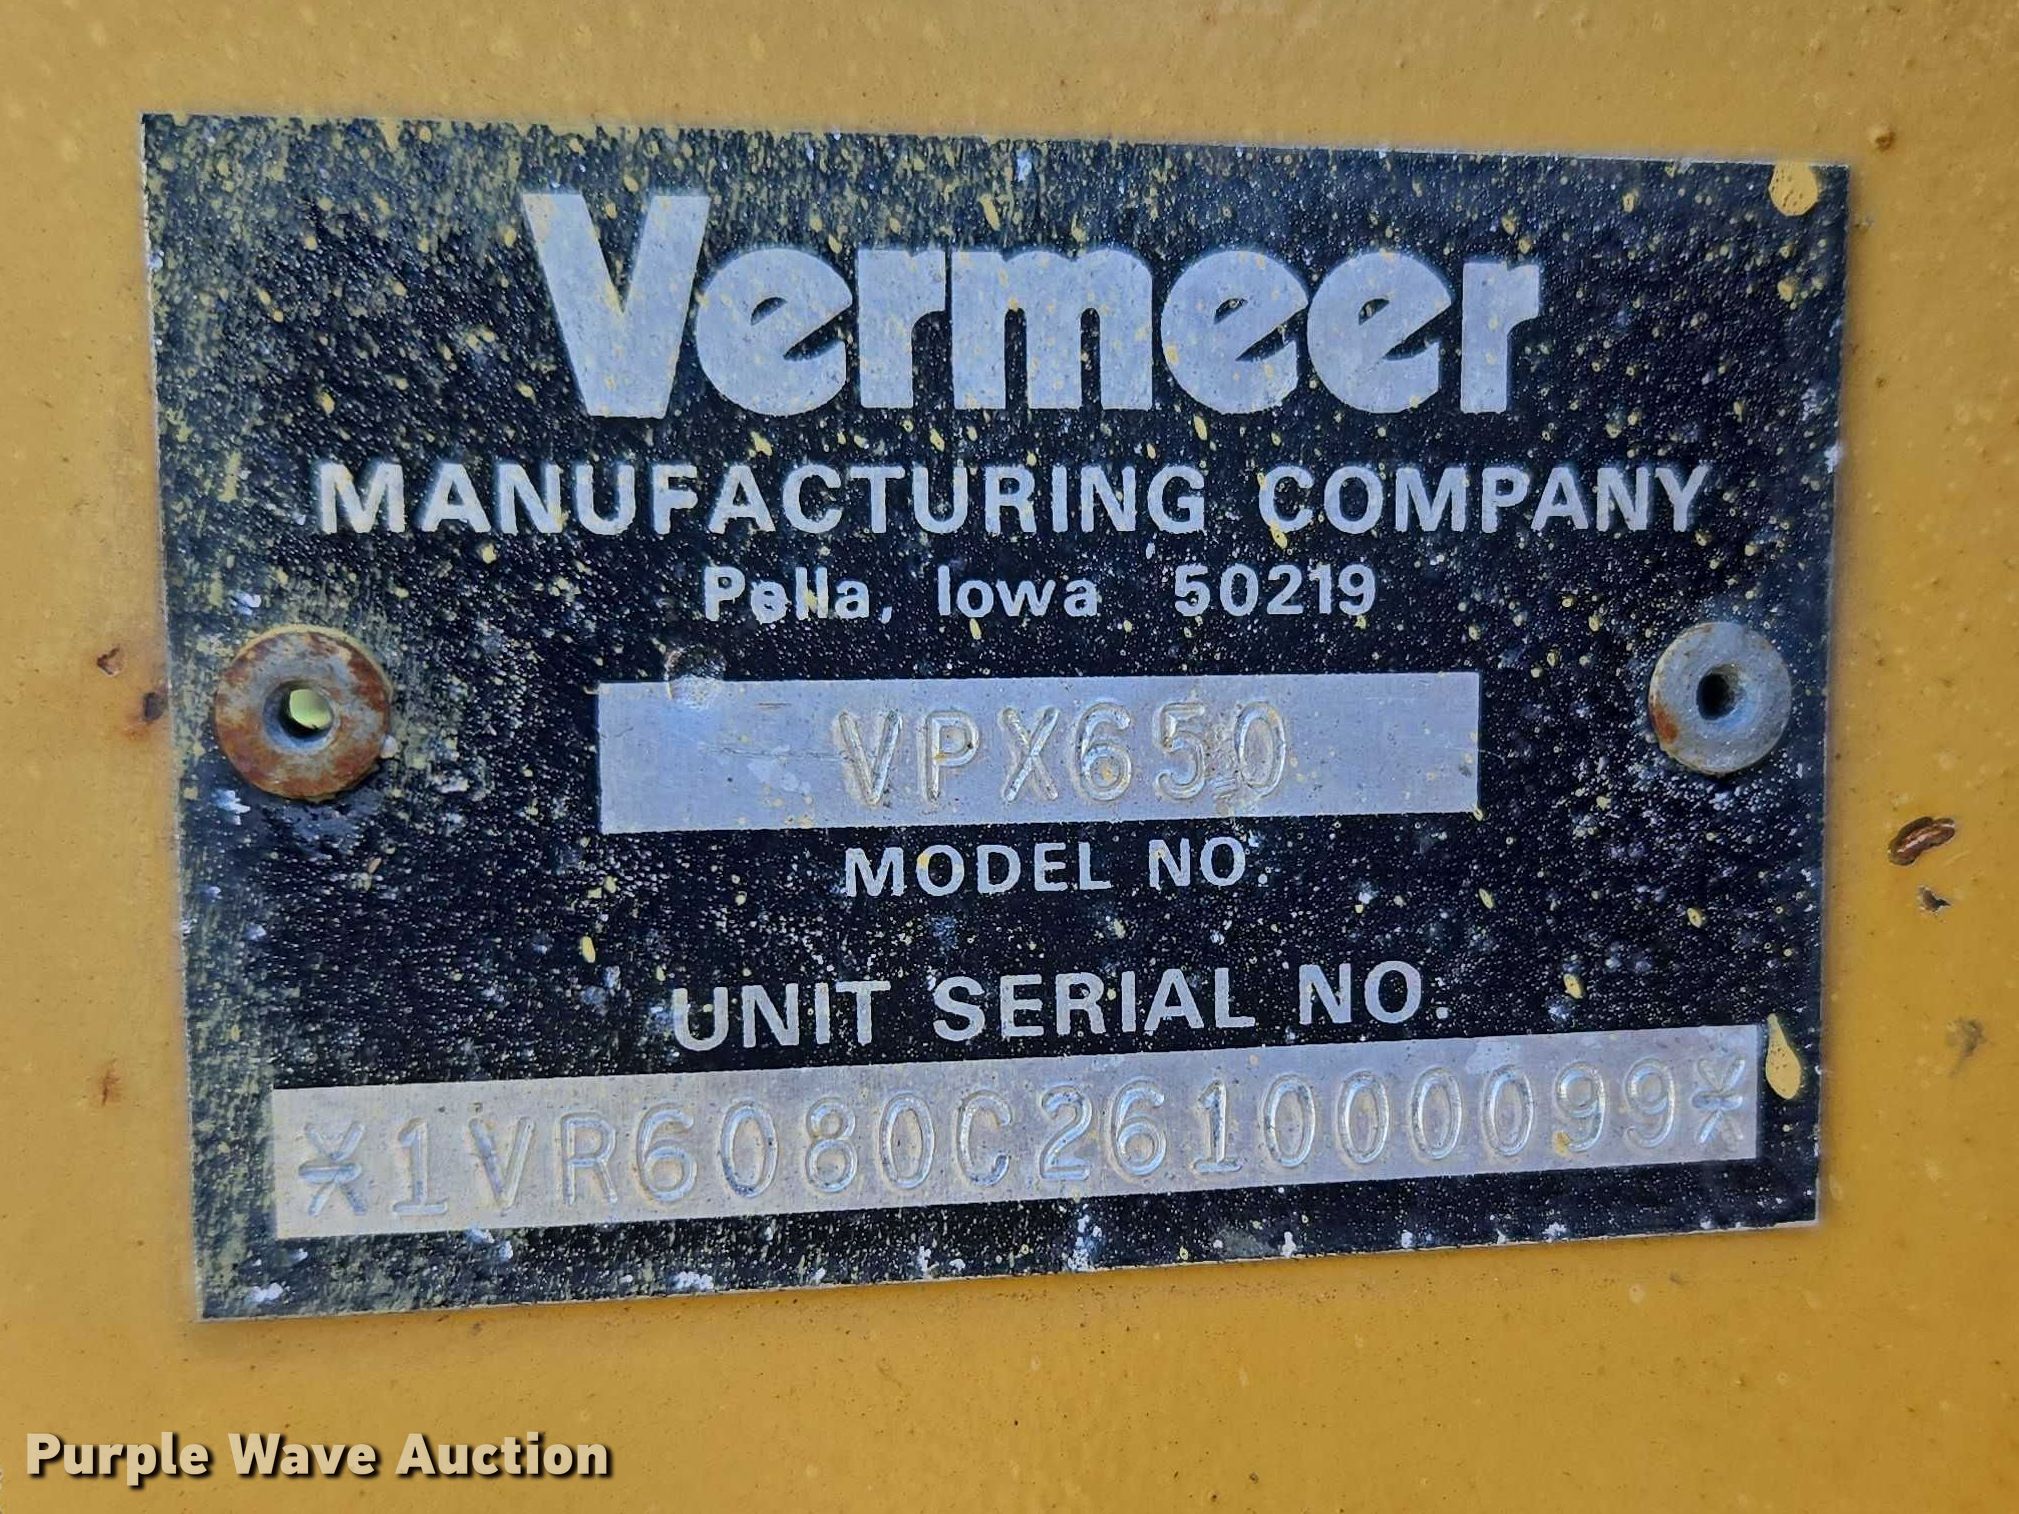 Vermeer
MANUFACTURING COMPANY
Pella, Iowa 50219
VPX650
MODEL NO.
UNIT SERIAL NO.
*1VR6080C261000099*
Purple Wave Auction